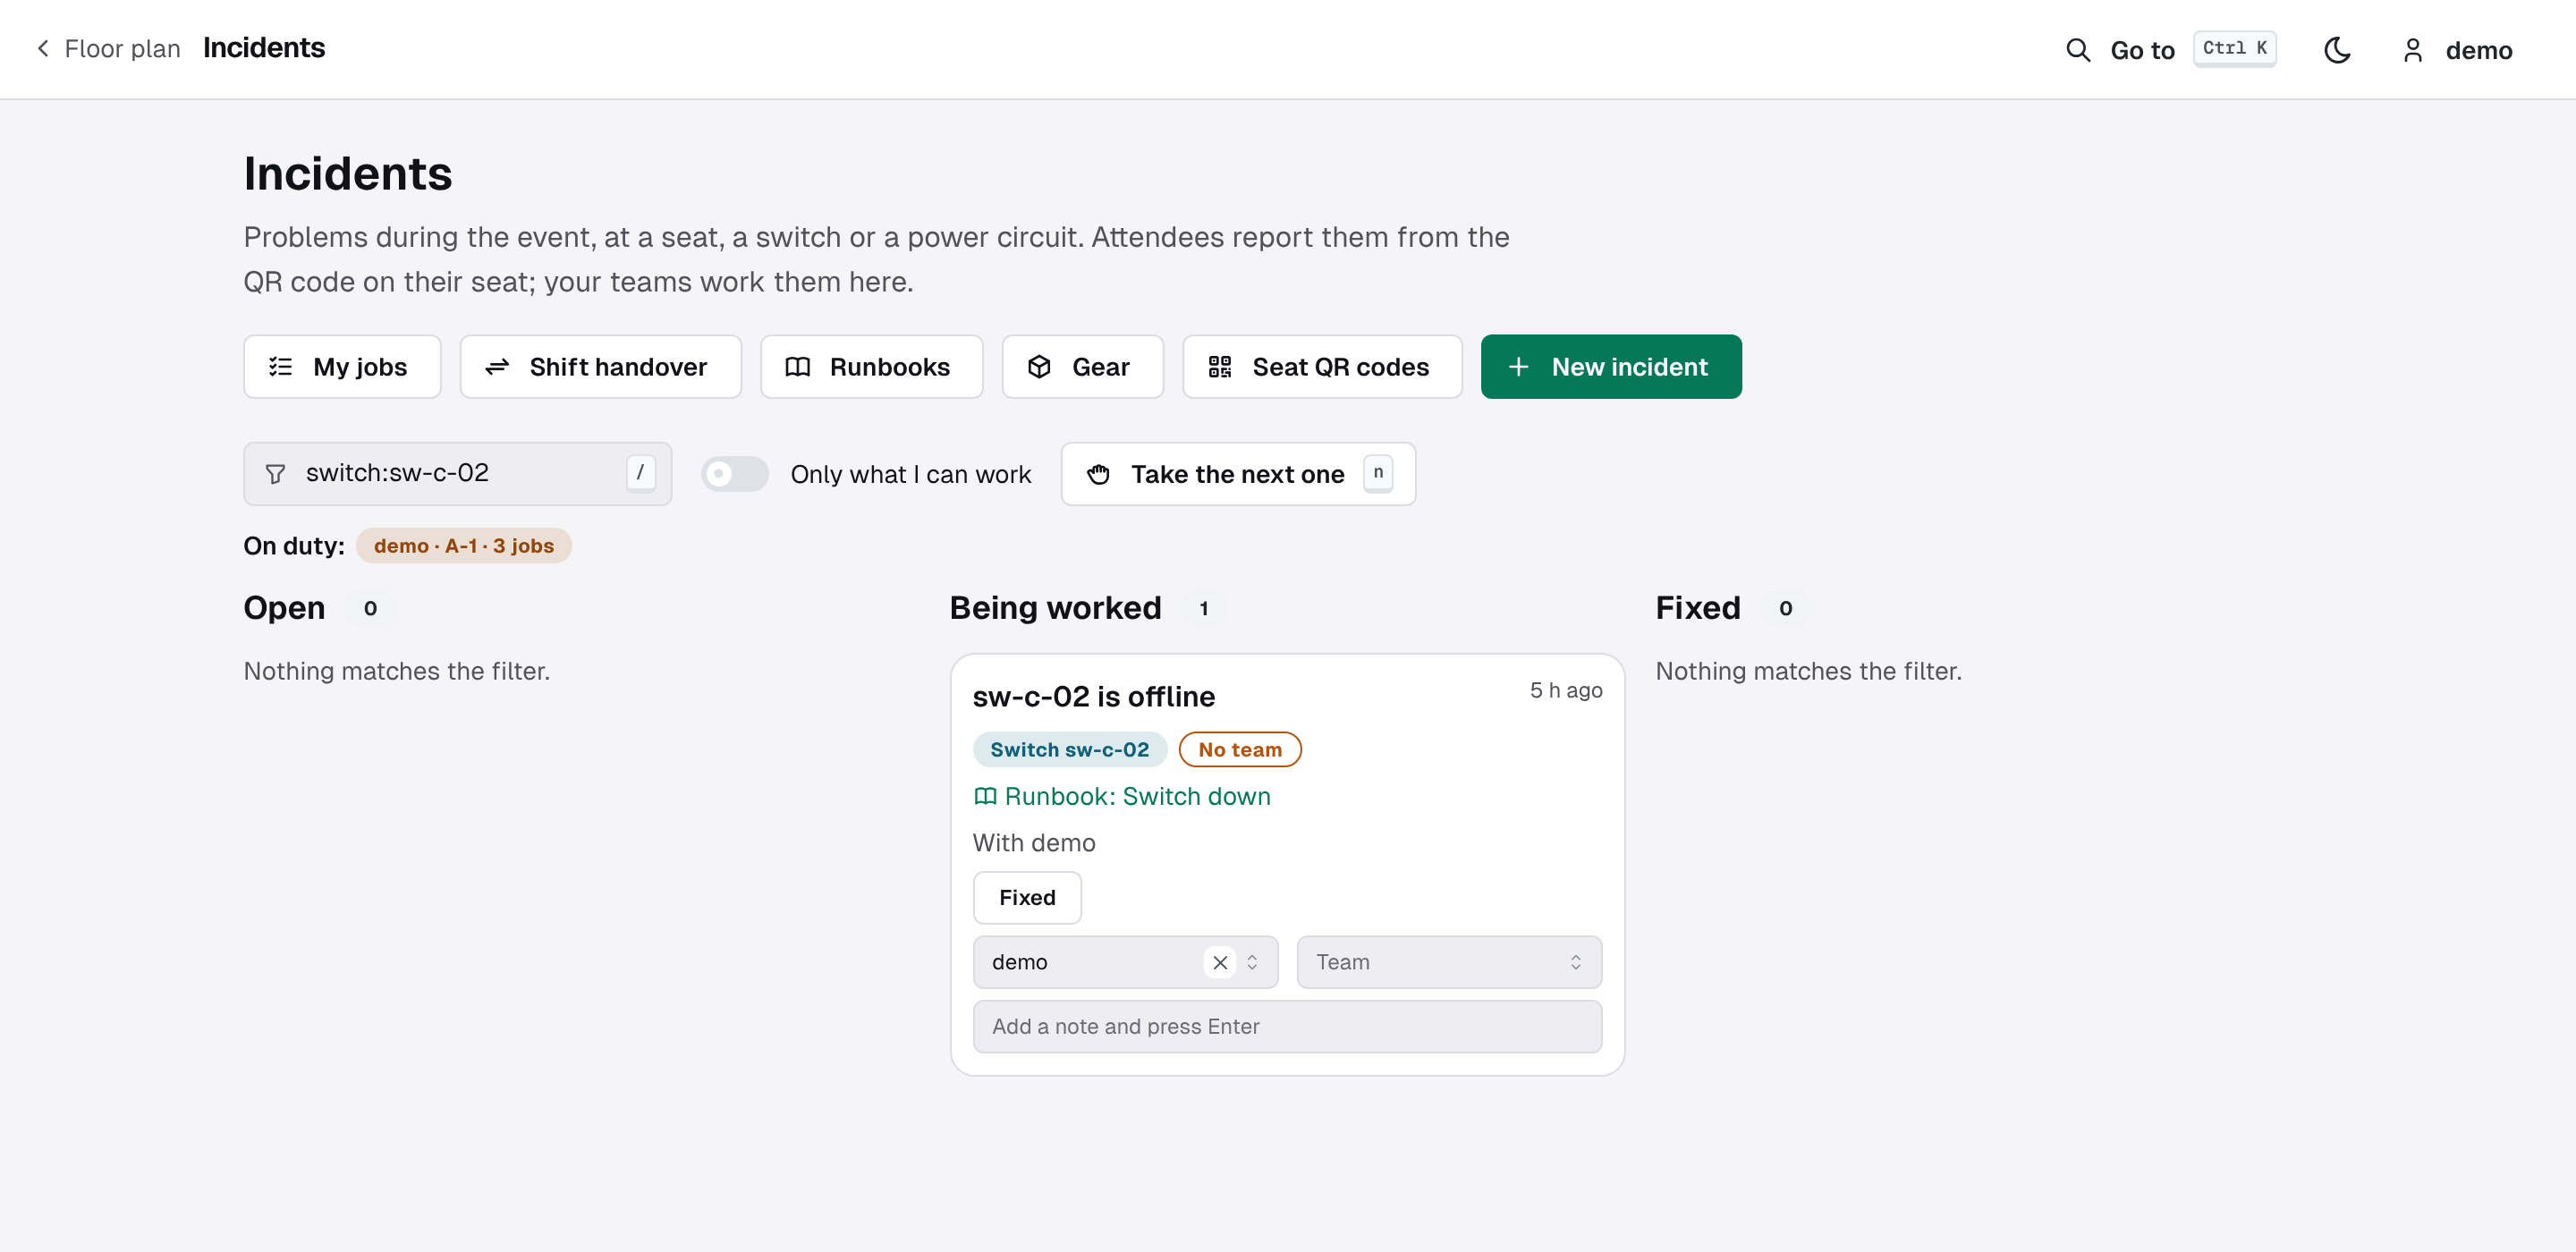 Floor plan Incidents Go to Ctrl K demo
Incidents
Problems during the event, at a seat, a switch or a power circuit. Attendees report them from the
QR code on their seat; your teams work them here.
My jobs Shift handover Runbooks Gear Seat QR codes New incident
switch:sw-c-02 / Only what I can work Take the next one n
On duty: demo · A-1 · 3 jobs
Open 0
Nothing matches the filter.
Being worked 1
sw-c-02 is offline 5 h ago
Switch sw-c-02 No team
Runbook: Switch down
With demo
Fixed
demo Team
Add a note and press Enter
Fixed 0
Nothing matches the filter.